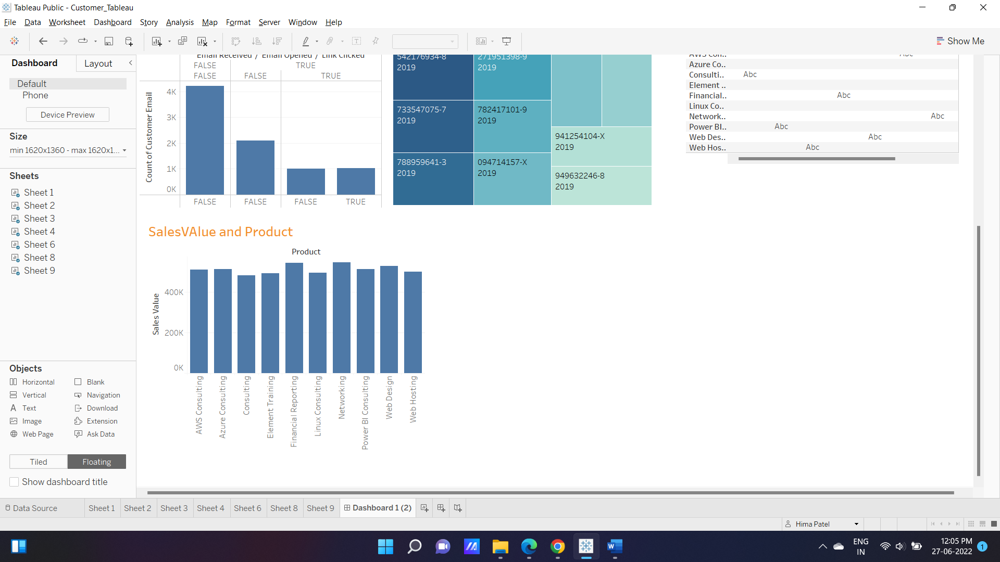 Tableau Public - Customer_Tableau
File Data Worksheet Dashboard Story Analysis Map Format Server Window Help
Show Me
Dashboard Layout
Default
Phone
Device Preview
Size
min 1620x1360 - max 1620x1...
Sheets
Sheet 1
Sheet 2
Sheet 3
Sheet 4
Sheet 6
Sheet 8
Sheet 9
Objects
Horizontal Blank
Vertical Navigation
Text Download
Image Extension
Web Page Ask Data
Tiled Floating
Show dashboard title
Email Received / Email Opened / Link Clicked
FALSE TRUE
FALSE FALSE TRUE
Count of Customer Email
4K
3K
2K
1K
0K
FALSE FALSE FALSE TRUE
542176934-8
2019
271951398-9
2019
733547075-7
2019
782417101-9
2019
788959641-3
2019
094714157-X
2019
941254104-X
2019
949632246-8
2019
AWS Con.. Abc
Azure Co..
Consulti.. Abc
Element ..
Financial.. Abc
Linux Co..
Network.. Abc
Power BI.. Abc
Web Des.. Abc
Web Hos.. Abc
SalesVAlue and Product
Product
Sales Value
400K
200K
0K
AWS Consulting
Azure Consulting
Consulting
Element Training
Financial Reporting
Linux Consulting
Networking
Power BI Consulting
Web Design
Web Hosting
Data Source Sheet 1 Sheet 2 Sheet 3 Sheet 4 Sheet 6 Sheet 8 Sheet 9 Dashboard 1 (2)
Hima Patel
ENG
IN
12:05 PM
27-06-2022
1